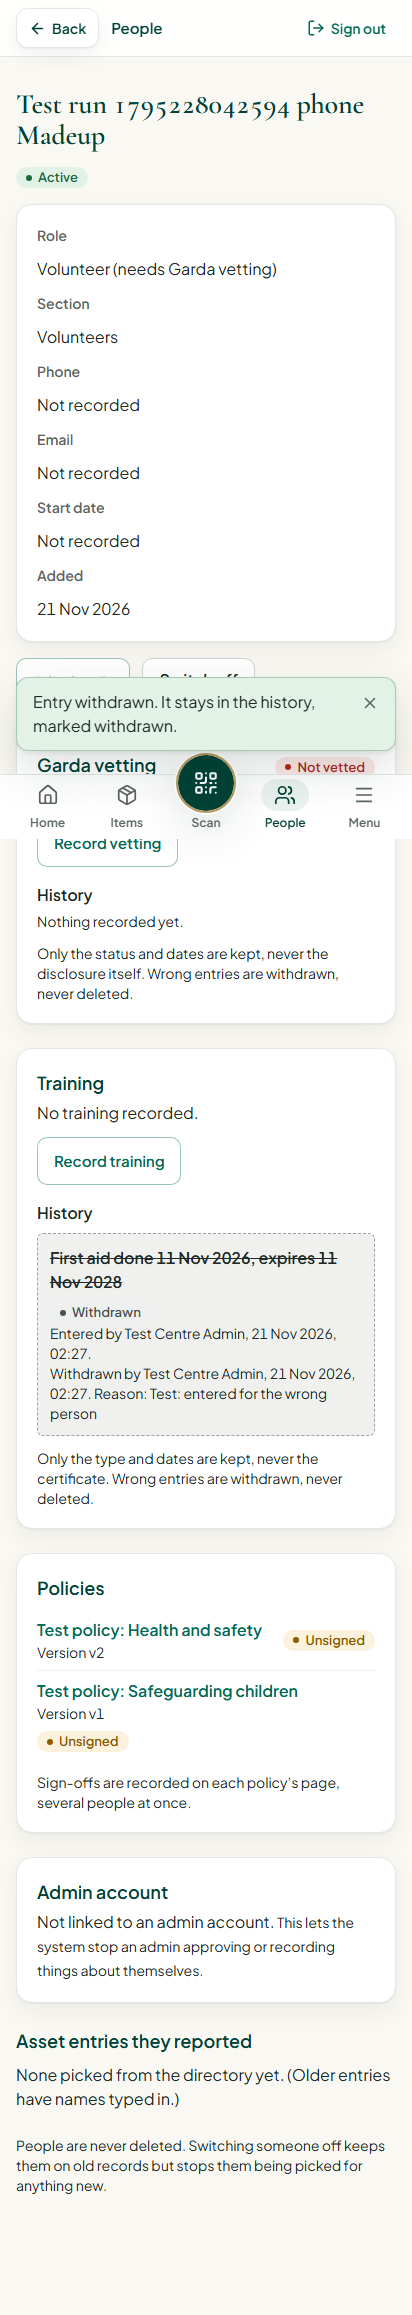 Back
People
Sign out
Test run 1795228042594 phone
Madeup
Active
Role
Volunteer (needs Garda vetting)
Section
Volunteers
Phone
Not recorded
Email
Not recorded
Start date
Not recorded
Added
21 Nov 2026
Entry withdrawn. It stays in the history,
marked withdrawn.
Garda vetting
Not vetted
Home
Items
Scan
People
Menu
Record vetting
History
Nothing recorded yet.
Only the status and dates are kept, never the
disclosure itself. Wrong entries are withdrawn,
never deleted.
Training
No training recorded.
Record training
History
First aid done 11 Nov 2026, expires 11
Nov 2028
Withdrawn
Entered by Test Centre Admin, 21 Nov 2026,
02:27.
Withdrawn by Test Centre Admin, 21 Nov 2026,
02:27. Reason: Test: entered for the wrong
person
Only the type and dates are kept, never the
certificate. Wrong entries are withdrawn, never
deleted.
Policies
Test policy: Health and safety
Unsigned
Version v2
Test policy: Safeguarding children
Version v1
Unsigned
Sign-offs are recorded on each policy's page,
several people at once.
Admin account
Not linked to an admin account. This lets the
system stop an admin approving or recording
things about themselves.
Asset entries they reported
None picked from the directory yet. (Older entries
have names typed in.)
People are never deleted. Switching someone off keeps
them on old records but stops them being picked for
anything new.